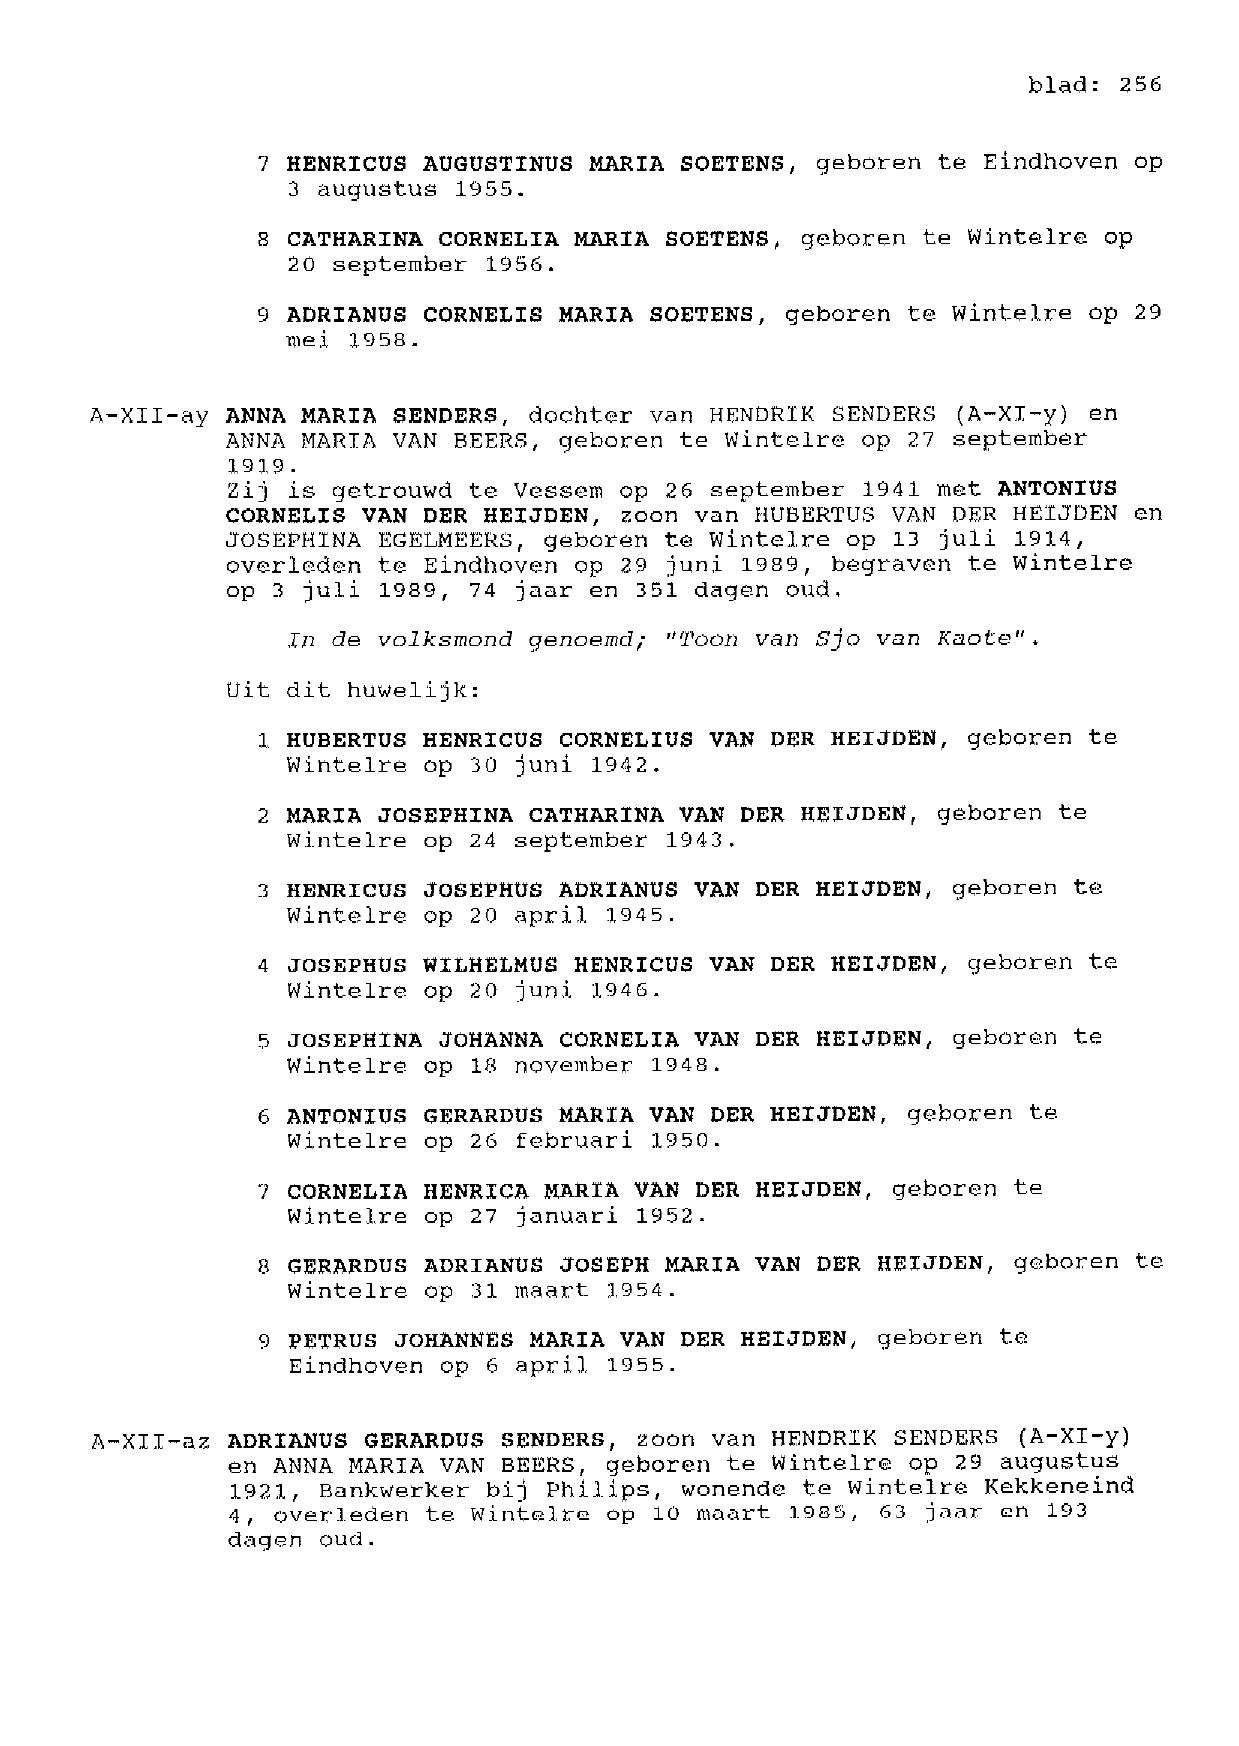 blad: 256
7 HENRICUS AUGUSTINUS MARIA SOETENS, geboren te Eindhoven op
3 augustus 1955.
8 CATHARINA CORNELIA MARIA SOETENS, geboren te Wintelre op
20 september 1956.
9 ADRIANUS CORNELIS MARIA SOETENS, geboren te Wintelre op 29
mei 1958.
A-XII-ay ANNA MARIA SENDERS, dochter van HENDRIK SENDERS (A-XI-y) en
ANNA MARIA VAN BEERS, geboren te Wintelre op 27 september
1919.
Zij is getrouwd te Vessem op 26 september 1941 met ANTONIUS
CORNELIS VAN DER HEIJDEN, zoon van HUBERTUS VAN DER HEIJDEN en
JOSEPHINA EGELMEERS, geboren te Wintelre op 13 juli 1914,
overleden te Eindhoven op 29 juni 1989, begraven te Wintelre
op 3 juli 1989, 74 jaar en 351 dagen oud.
In de volksmond genoemd; "Toon van Sjo van Kaote".
Uit dit huwelijk:
1 HUBERTUS HENRICUS CORNELIUS VAN DER HEIJDEN, geboren te
Wintelre op 30 juni 1942.
2 MARIA JOSEPHINA CATHARINA VAN DER HEIJDEN, geboren te
Wintelre op 24 september 1943.
3 HENRICUS JOSEPHUS ADRIANUS VAN DER HEIJDEN, geboren te
Wintelre op 20 april 1945.
4 JOSEPHUS WILHELMUS HENRICUS VAN DER HEIJDEN, geboren te
Wintelre op 20 juni 1946.
5 JOSEPHINA JOHANNA CORNELIA VAN DER HEIJDEN, geboren te
Wintelre op 18 november 1948.
6 ANTONIUS GERARDUS MARIA VAN DER HEIJDEN, geboren te
Wintelre op 26 februari 1950.
7 CORNELIA HENRICA MARIA VAN DER HEIJDEN, geboren te
Wintelre op 27 januari 1952.
8 GERARDUS ADRIANUS JOSEPH MARIA VAN DER HEIJDEN, geboren te
Wintelre op 31 maart 1954.
9 PETRUS JOHANNES MARIA VAN DER HEIJDEN, geboren te
Eindhoven op 6 april 1955.
A-XII-az ADRIANUS GERARDUS SENDERS, zoon van HENDRIK SENDERS (A-XI-y)
en ANNA MARIA VAN BEERS, geboren te Wintelre op 29 augustus
1921, Bankwerker bij Philips, wonende te Wintelre Kekkeneind
4, overleden te Wintelre op 10 maart 1985, 63 jaar en 193
dagen oud.